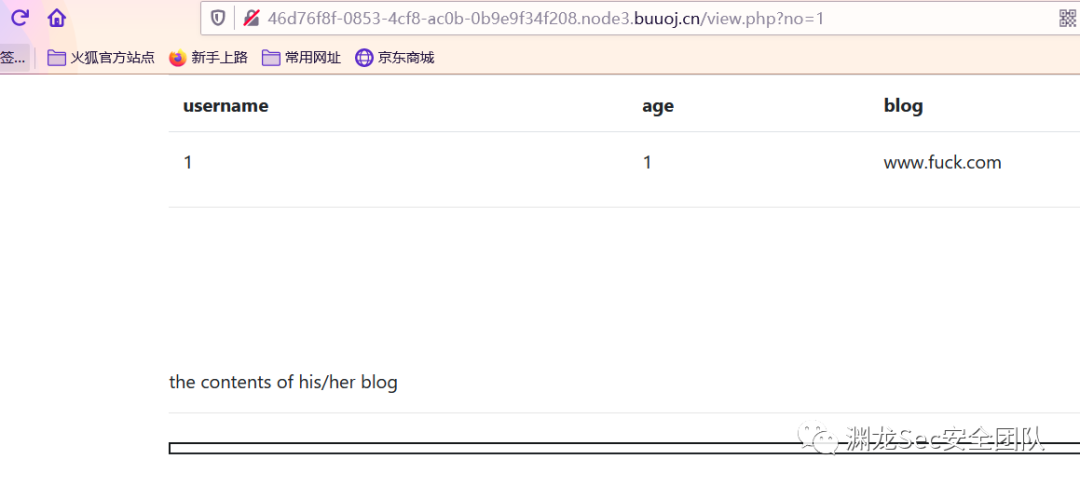 46d76f8f-0853-4cf8-ac0b-0b9e9f34f208.node3.buuoj.cn/view.php?no=1
签... 火狐官方站点 新手上路 常用网址 京东商城
username age blog
1 1 www.fuck.com
the contents of his/her blog
渊龙Sec安全团队